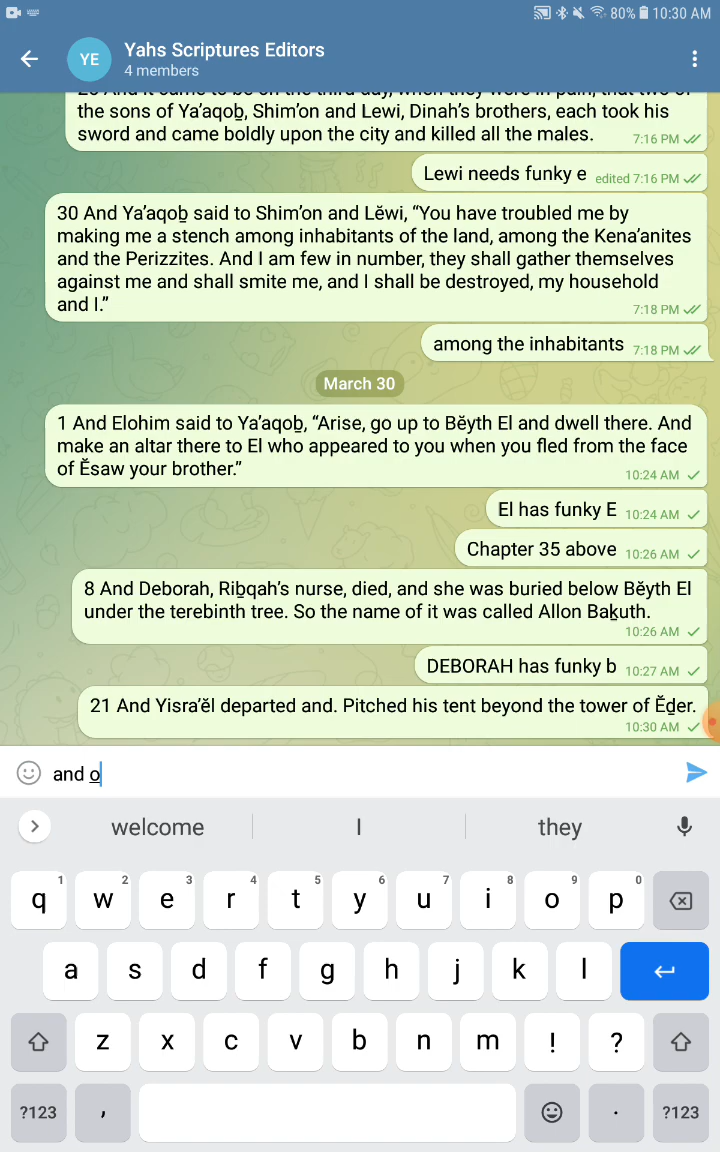 80% 10:30 AM
YE Yahs Scriptures Editors
4 members
the sons of Ya’aqoḇ, Shim’on and Lewi, Dinah’s brothers, each took his
sword and came boldly upon the city and killed all the males. 7:16 PM
Lewi needs funky e edited 7:16 PM
30 And Ya’aqoḇ said to Shim’on and Lĕwi, “You have troubled me by
making me a stench among inhabitants of the land, among the Kena’anites
and the Perizzites. And I am few in number, they shall gather themselves
against me and shall smite me, and I shall be destroyed, my household
and I.” 7:18 PM
among the inhabitants 7:18 PM
March 30
1 And Elohim said to Ya’aqoḇ, “Arise, go up to Bĕyth El and dwell there. And
make an altar there to El who appeared to you when you fled from the face
of Ĕsaw your brother.” 10:24 AM
El has funky E 10:24 AM
Chapter 35 above 10:26 AM
8 And Deborah, Riḇqah’s nurse, died, and she was buried below Bĕyth El
under the terebinth tree. So the name of it was called Allon Baḵuth.
10:26 AM
DEBORAH has funky b 10:27 AM
21 And Yisra’ĕl departed and. Pitched his tent beyond the tower of Ĕḏer.
10:30 AM
and o
welcome I they
1 2 3 4 5 6 7 8 9 0
q w e r t y u i o p
a s d f g h j k l
z x c v b n m ! ?
?123 , . ?123